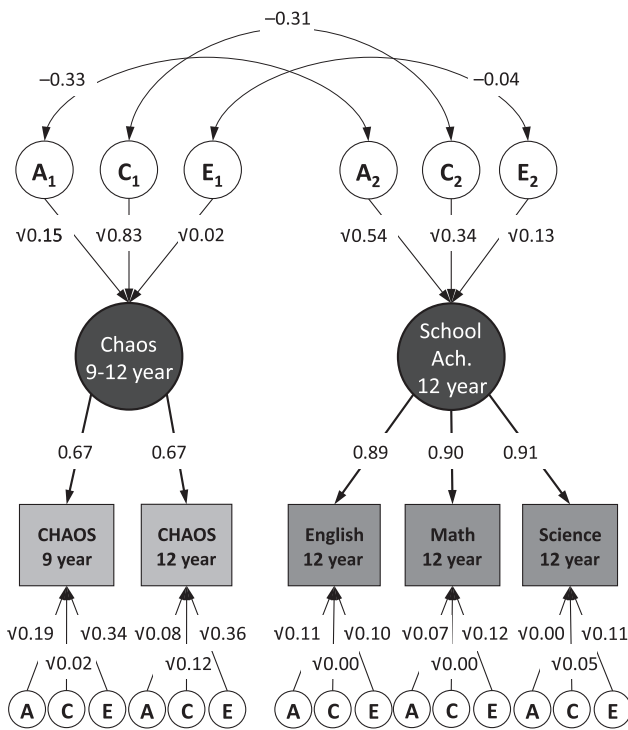 −0.31
−0.33 −0.04
A1 C1 E1 A2 C2 E2
√0.15 √0.83 √0.02 √0.54 √0.34 √0.13
Chaos
9-12 year
School
Ach.
12 year
0.67 0.67 0.89 0.90 0.91
CHAOS
9 year
CHAOS
12 year
English
12 year
Math
12 year
Science
12 year
√0.19 √0.34 √0.08 √0.36 √0.11 √0.10 √0.07 √0.12 √0.00 √0.11
√0.02 √0.12 √0.00 √0.00 √0.05
A C E A C E A C E A C E A C E